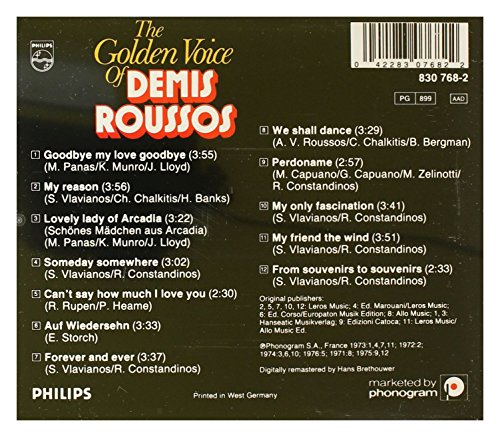 PHILIPS
The
Golden Voice
Of DEMIS
ROUSSOS
0 42283 07682 2
830 768-2
PG 899 AAD
1 Goodbye my love goodbye (3:55)
M. Panas/K. Munro/J. Lloyd)
2 My reason (3:56)
(S. Vlavianos/Ch. Chalkitis/H. Banks)
3 Lovely lady of Arcadia (3:22)
(Schönes Mädchen aus Arcadia)
M. Panas/K. Munro/J. Lloyd)
4 Someday somewhere (3:02)
(S. Vlavianos/R. Constandinos)
5 Can't say how much I love you (2:30)
(R. Rupen/P. Heame)
6 Auf Wiedersehn (3:33)
(E. Storch)
7 Forever and ever (3:37)
(S. Vlavianos/R. Constandinos)
8 We shall dance (3:29)
(A. V. Roussos/C. Chalkitis/B. Bergman)
9 Perdoname (2:57)
(M. Capuano/G. Capuano/M. Zelinotti/
R. Constandinos)
10 My only fascination (3:41)
(S. Vlavianos/R. Constandinos)
11 My friend the wind (3:51)
(S. Vlavianos/R. Constandinos)
12 From souvenirs to souvenirs (2:33)
(S. Vlavianos/R. Constandinos)
Original publishers:
2, 5, 7, 10, 12: Leros Music; 4: Ed. Marouani/Leros Music;
6: Ed. Corso/Europaton Musik Edition; 8: Allo Music; 1, 3:
Hanseatic Musikverlag; 9: Edizioni Catoca; 11: Leros Music/
Allo Music Ed.
℗Phonogram S.A., France 1973:1,4,7,11; 1972:2;
1974:3,6,10; 1976:5; 1971:8; 1975:9,12
Digitally remastered by Hans Brethouwer
PHILIPS
Printed in West Germany
marketed by
phonogram